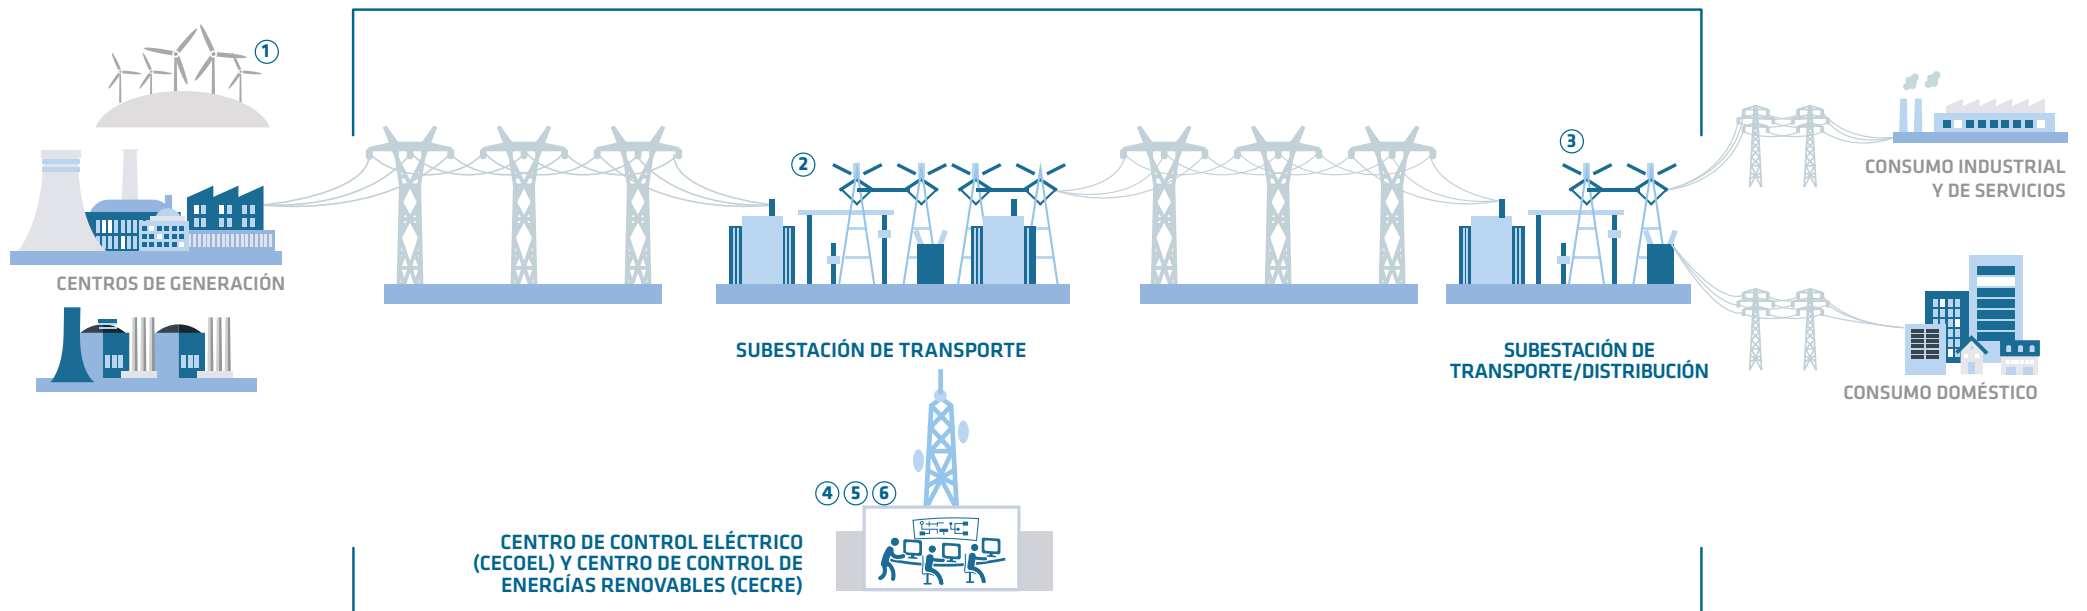 1
2
3
CONSUMO INDUSTRIAL
Y DE SERVICIOS
CENTROS DE GENERACIÓN
SUBESTACIÓN DE TRANSPORTE
SUBESTACIÓN DE
TRANSPORTE/DISTRIBUCIÓN
CONSUMO DOMÉSTICO
4 5 6
CENTRO DE CONTROL ELÉCTRICO
(CECOEL) Y CENTRO DE CONTROL DE
ENERGÍAS RENOVABLES (CECRE)